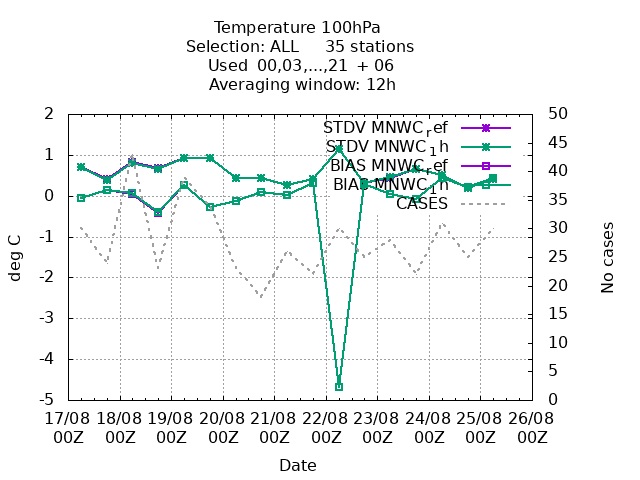 Temperature 100hPa
Selection: ALL 35 stations
Used 00,03,...,21 + 06
Averaging window: 12h
STDV MNWC_ref
STDV MNWC_1h
BIAS MNWC_ref
BIAS MNWC_1h
CASES
deg C
2
1
0
-1
-2
-3
-4
-5
No cases
50
45
40
35
30
25
20
15
10
5
0
17/08 18/08 19/08 20/08 21/08 22/08 23/08 24/08 25/08 26/08
00Z 00Z 00Z 00Z 00Z 00Z 00Z 00Z 00Z 00Z
Date